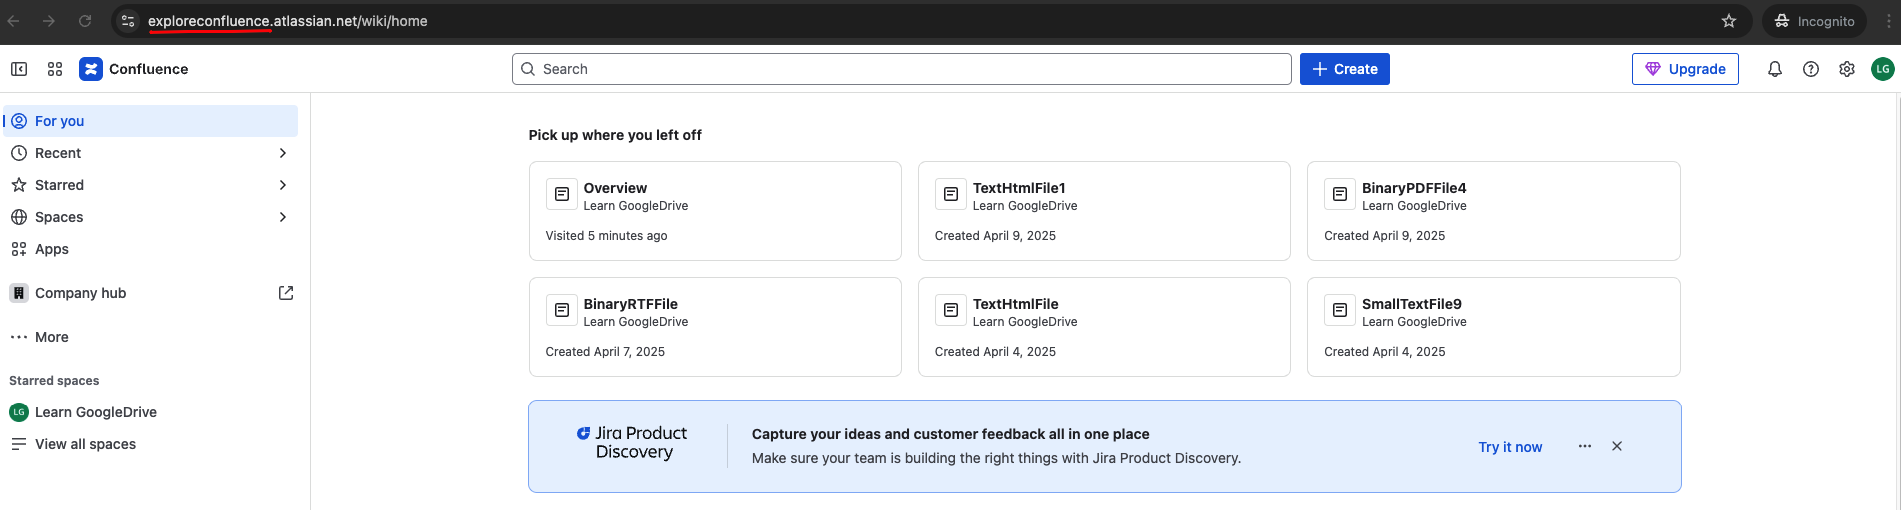 exploreconfluence.atlassian.net/wiki/home
Incognito
Confluence
Search
Create
Upgrade
LG
For you
Recent
Starred
Spaces
Apps
Company hub
More
Starred spaces
LG Learn GoogleDrive
View all spaces
Pick up where you left off
Overview
Learn GoogleDrive
Visited 5 minutes ago
TextHtmlFile1
Learn GoogleDrive
Created April 9, 2025
BinaryPDFFile4
Learn GoogleDrive
Created April 9, 2025
BinaryRTFFile
Learn GoogleDrive
Created April 7, 2025
TextHtmlFile
Learn GoogleDrive
Created April 4, 2025
SmallTextFile9
Learn GoogleDrive
Created April 4, 2025
Jira Product
Discovery
Capture your ideas and customer feedback all in one place
Make sure your team is building the right things with Jira Product Discovery.
Try it now